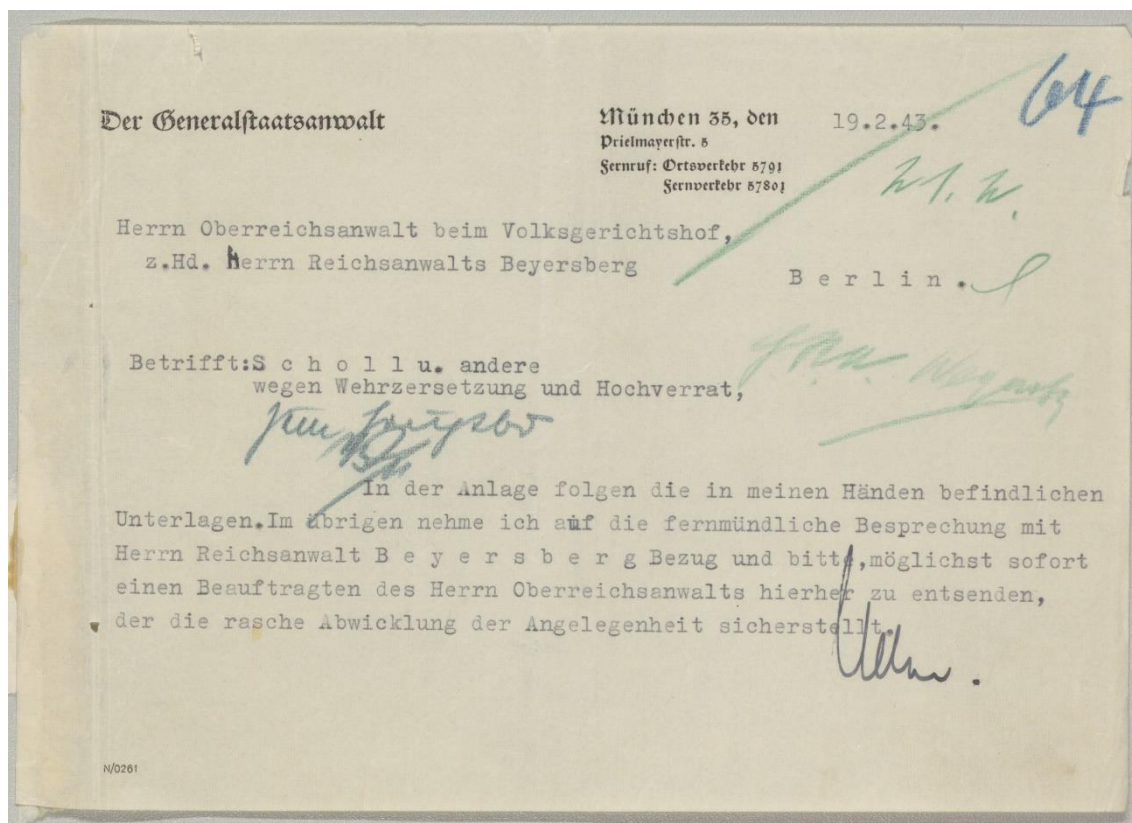 Der Generalstaatsanwalt
München 35, den 19.2.43.
64
Prielmayerstr. 5
Fernruf: Ortsverkehr 5791
Fernverkehr 57801
Herrn Oberreichsanwalt beim Volksgerichtshof,
z.Hd. Herrn Reichsanwalts Beyersberg
B e r l i n .
Betrifft:S c h o l l u. andere
wegen Wehrzersetzung und Hochverrat,
In der Anlage folgen die in meinen Händen befindlichen
Unterlagen.Im übrigen nehme ich auf die fernmündliche Besprechung mit
Herrn Reichsanwalt B e y e r s b e r g Bezug und bitte,möglichst sofort
einen Beauftragten des Herrn Oberreichsanwalts hierher zu entsenden,
der die rasche Abwicklung der Angelegenheit sicherstellt.
N/0261